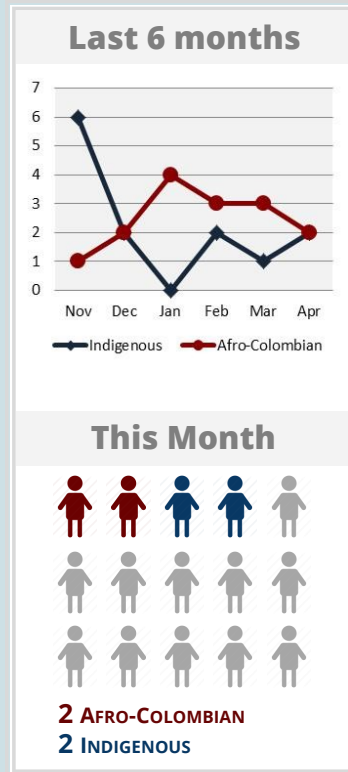 Last 6 months
7
6
5
4
3
2
1
0
Nov Dec Jan Feb Mar Apr
Indigenous Afro-Colombian
This Month
2 AFRO-COLOMBIAN
2 INDIGENOUS